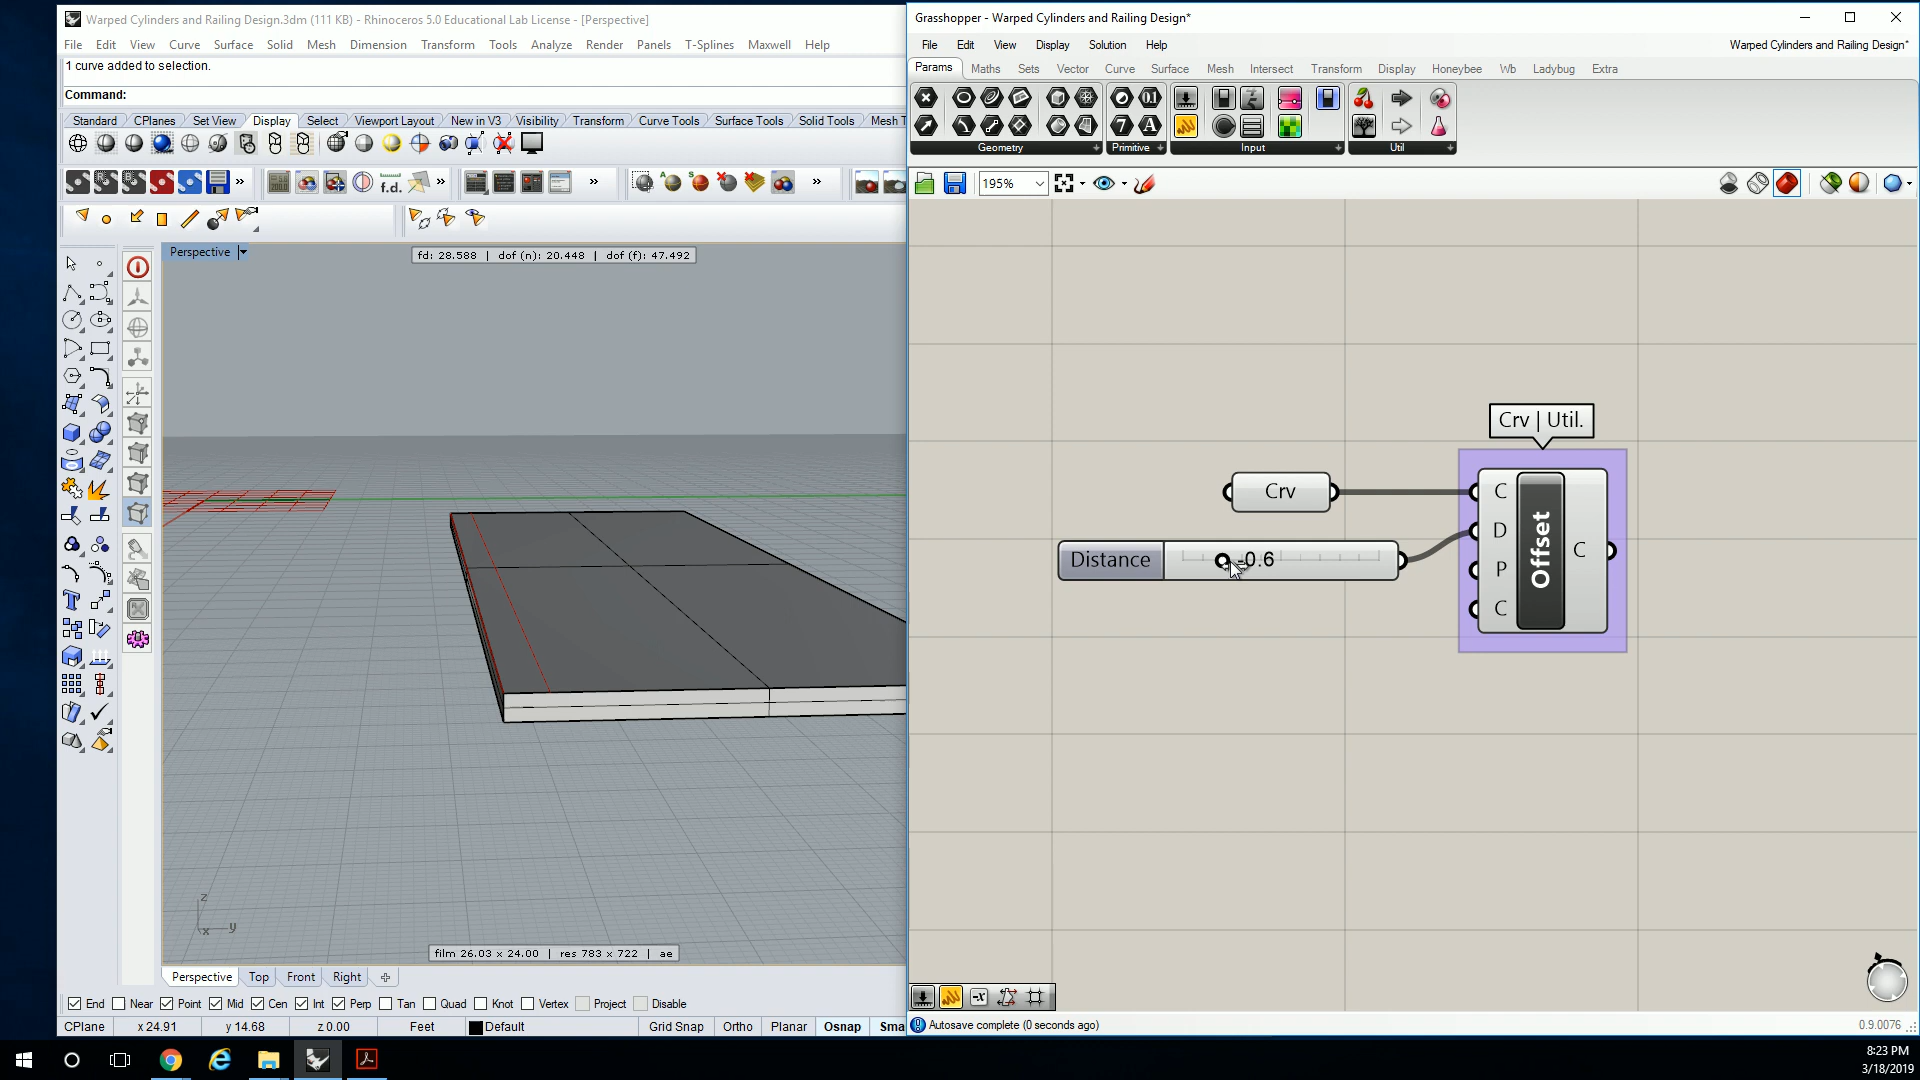 Warped Cylinders and Railing Design.3dm (111 KB) - Rhinoceros 5.0 Educational Lab License - [Perspective]
File Edit View Curve Surface Solid Mesh Dimension Transform Tools Analyze Render Panels T-Splines Maxwell Help
1 curve added to selection.
Command:
Standard CPlanes Set View Display Select Viewport Layout New in V3 Visibility Transform Curve Tools Surface Tools Solid Tools Mesh T
f.d.
Perspective
fd: 28.588 | dof (n): 20.448 | dof (f): 47.492
z
x y
film 26.03 x 24.00 | res 783 x 722 | ae
Perspective Top Front Right
End Near Point Mid Cen Int Perp Tan Quad Knot Vertex Project Disable
CPlane x 24.91 y 14.68 z 0.00 Feet Default Grid Snap Ortho Planar Osnap Sma
Grasshopper - Warped Cylinders and Railing Design*
File Edit View Display Solution Help Warped Cylinders and Railing Design*
Params Maths Sets Vector Curve Surface Mesh Intersect Transform Display Honeybee Wb Ladybug Extra
Geometry Primitive Input Util
195%
Crv | Util.
Crv
Distance -0.6
C
D
P
C
Offset
C
Autosave complete (0 seconds ago) 0.9.0076
8:23 PM
3/18/2019